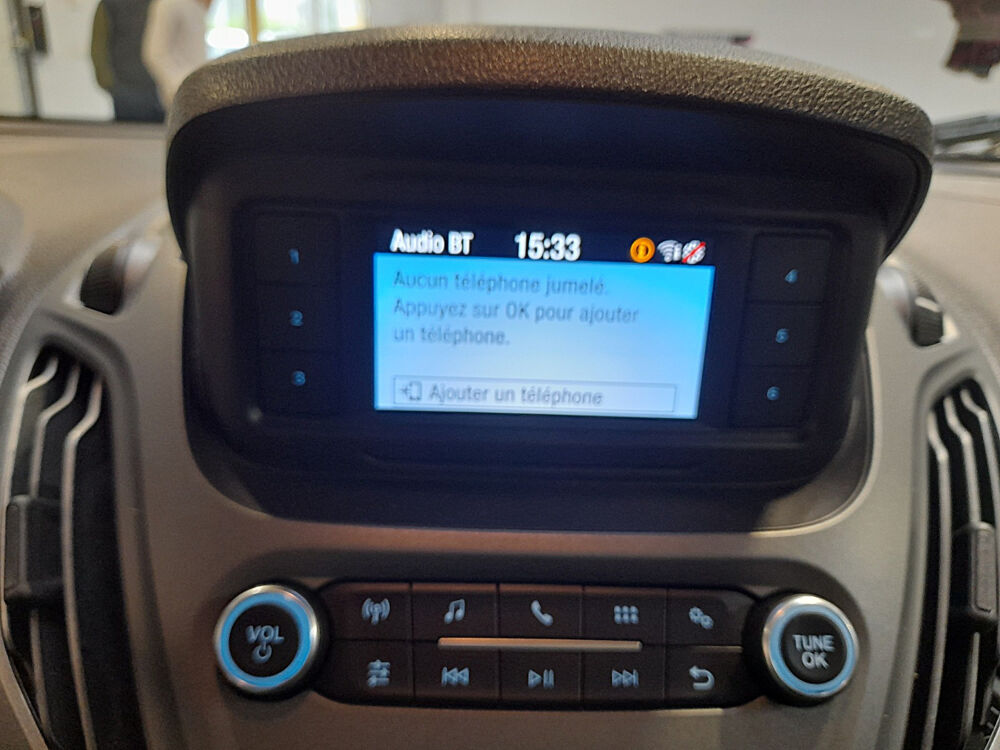 Audio BT 15:33
Aucun téléphone jumelé.
Appuyez sur OK pour ajouter
un téléphone.
Ajouter un téléphone
1
2
3
4
5
6
VOL
TUNE
OK